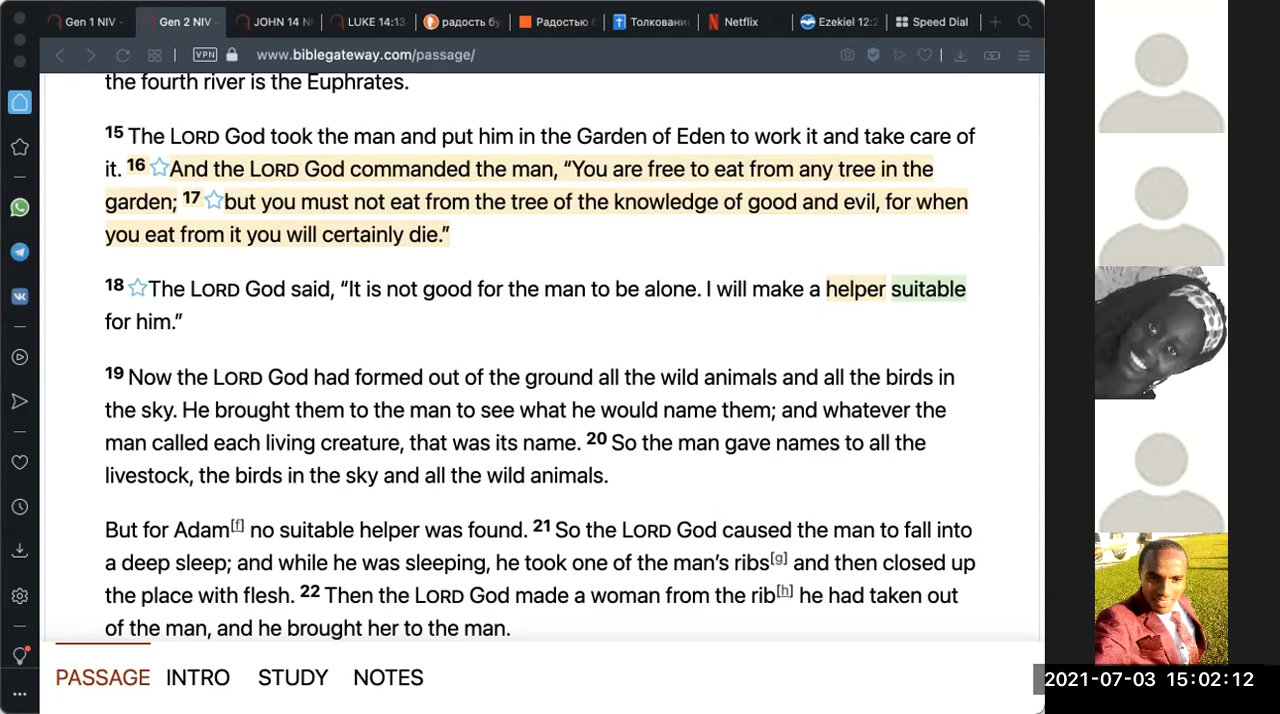 Gen 1 NIV -
Gen 2 NIV -
JOHN 14 NI
LUKE 14:13
радость бу
Радостью б
Толковани
Netflix
Ezekiel 12:2
Speed Dial
VPN
www.biblegateway.com/passage/
the fourth river is the Euphrates.
15 The LORD God took the man and put him in the Garden of Eden to work it and take care of
it. 16 And the LORD God commanded the man, “You are free to eat from any tree in the
garden; 17 but you must not eat from the tree of the knowledge of good and evil, for when
you eat from it you will certainly die.”
18 The LORD God said, “It is not good for the man to be alone. I will make a helper suitable
for him.”
19 Now the LORD God had formed out of the ground all the wild animals and all the birds in
the sky. He brought them to the man to see what he would name them; and whatever the
man called each living creature, that was its name. 20 So the man gave names to all the
livestock, the birds in the sky and all the wild animals.
But for Adam[f] no suitable helper was found. 21 So the LORD God caused the man to fall into
a deep sleep; and while he was sleeping, he took one of the man’s ribs[g] and then closed up
the place with flesh. 22 Then the LORD God made a woman from the rib[h] he had taken out
of the man, and he brought her to the man.
PASSAGE INTRO STUDY NOTES
2021-07-03 15:02:12